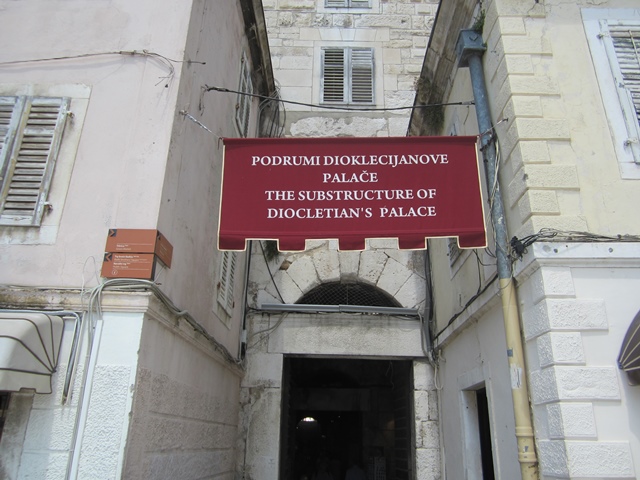 PODRUMI DIOKLECIJANOVE
PALAČE
THE SUBSTRUCTURE OF
DIOCLETIAN'S PALACE